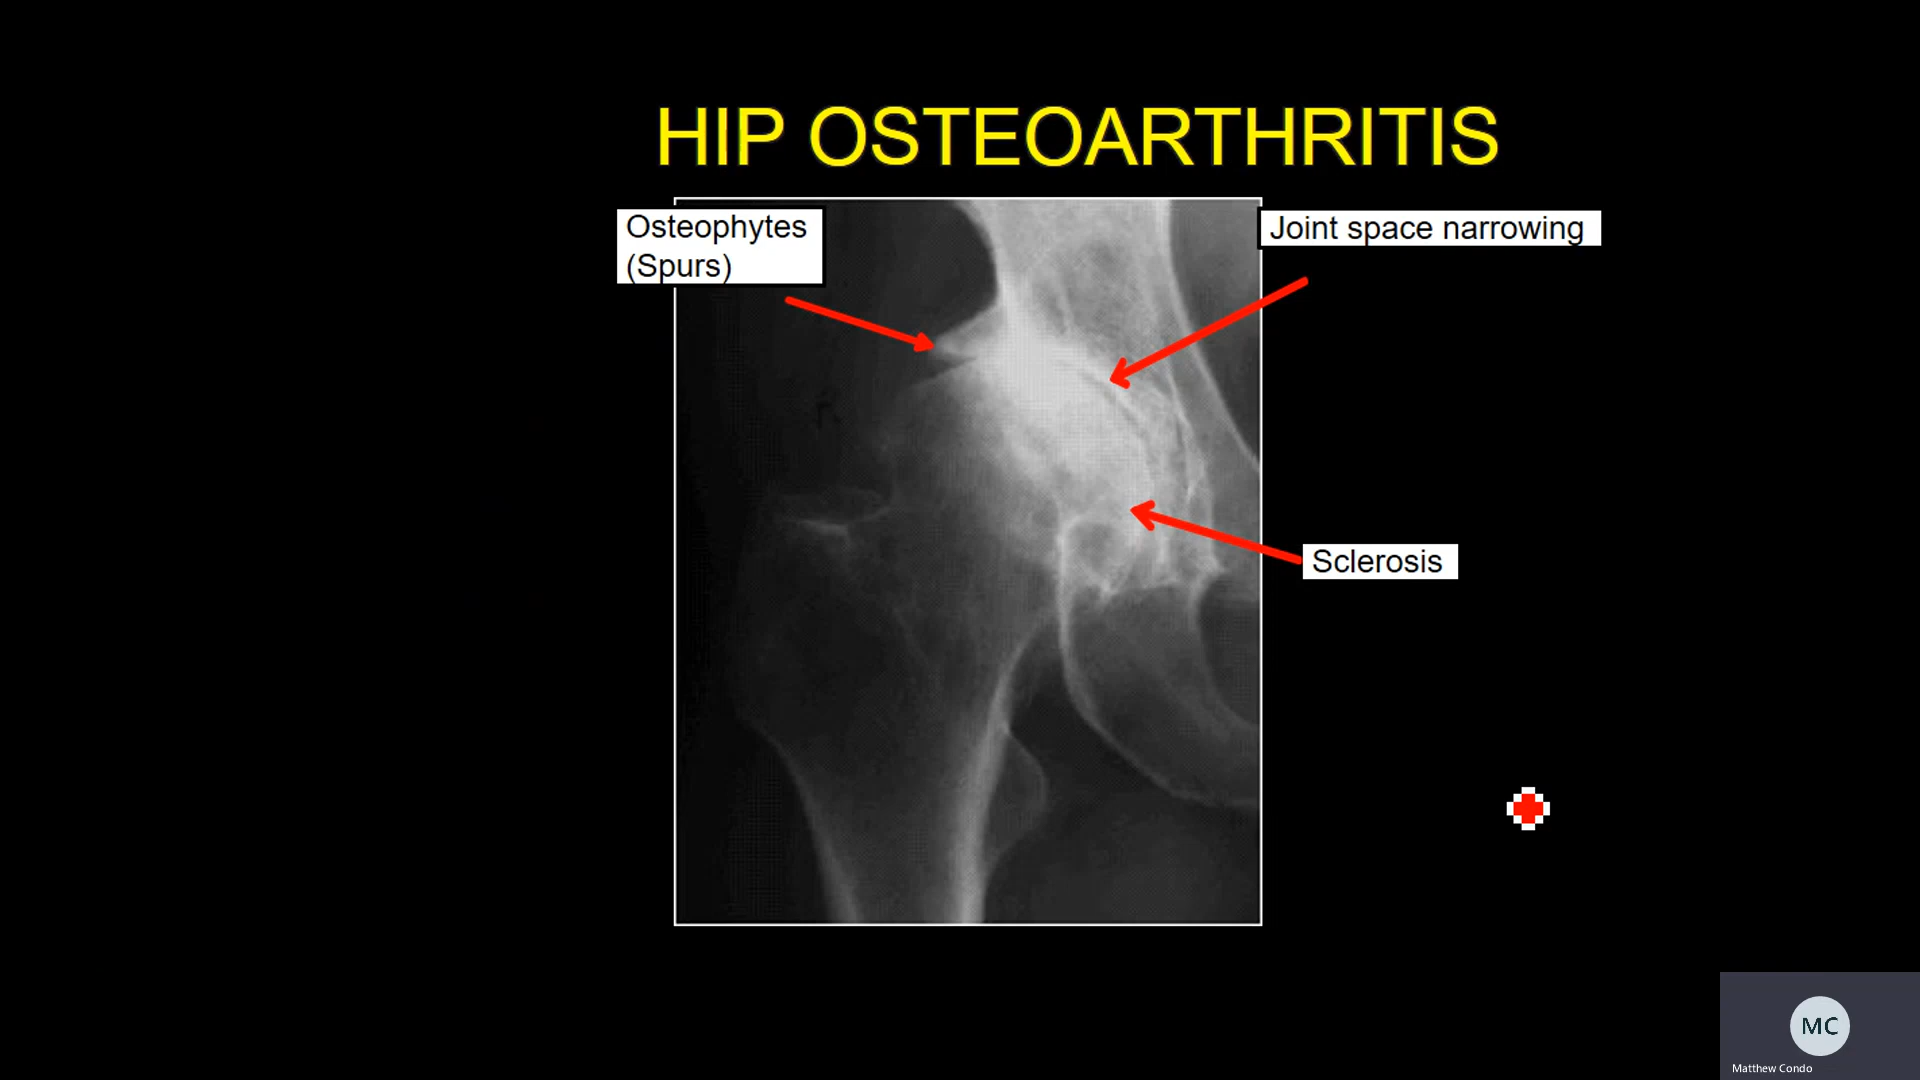 HIP OSTEOARTHRITIS
Osteophytes
(Spurs)
Joint space narrowing
Sclerosis
MC
Matthew Condo